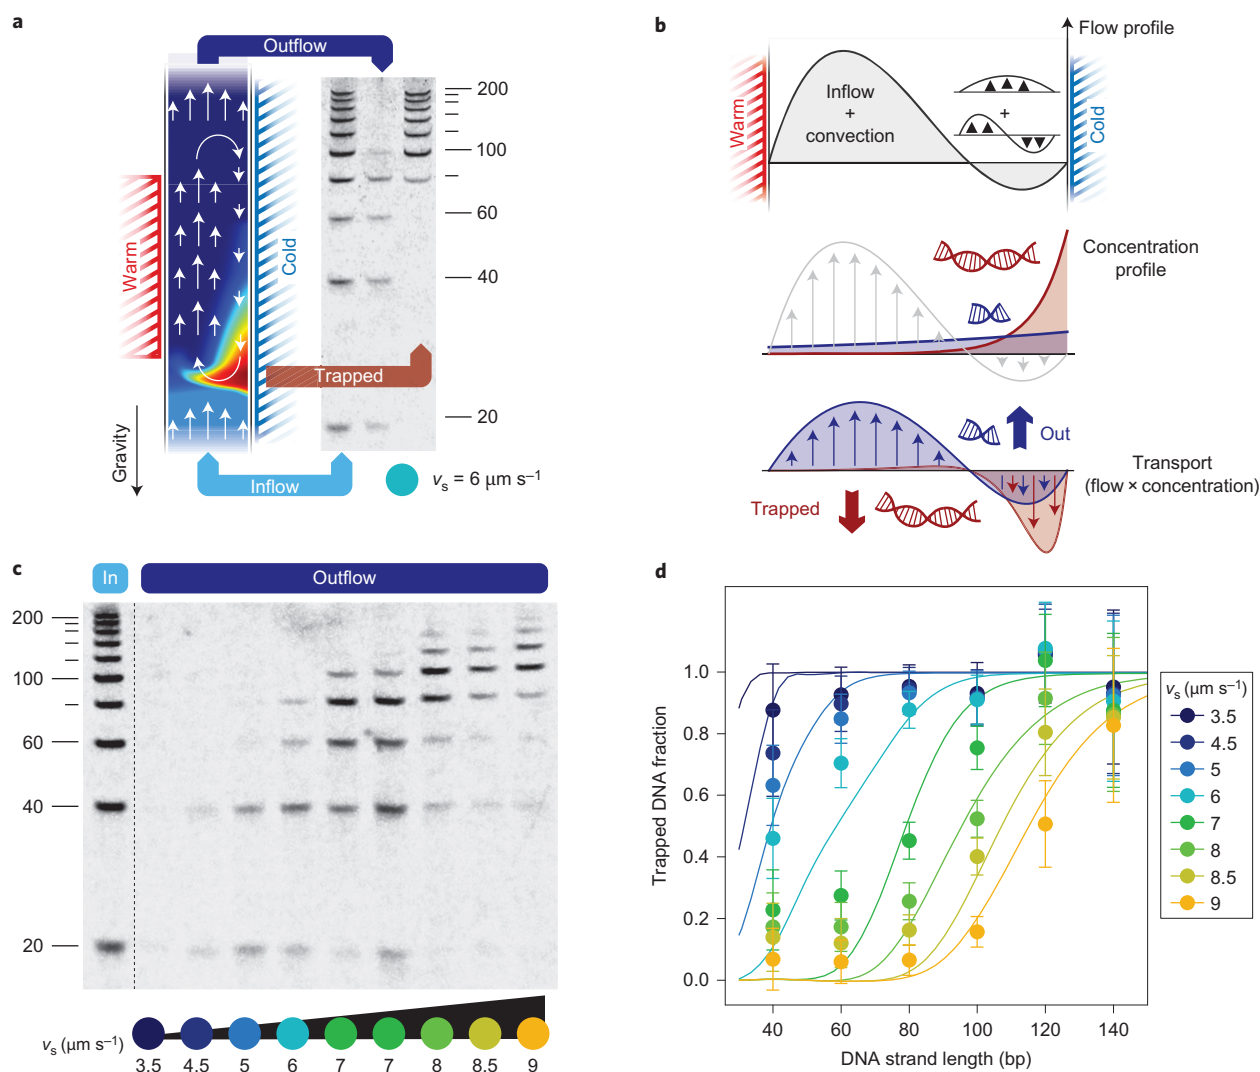 a
Outflow
200
100
60
40
20
Warm
Cold
Gravity
Trapped
Inflow
vs = 6 μm s−1
b
Flow profile
Warm
Cold
Inflow
+
convection
+
Concentration
profile
Out
Transport
(flow × concentration)
Trapped
c
In
Outflow
200
100
60
40
20
vs (μm s−1)
3.5 4.5 5 6 7 7 8 8.5 9
d
Trapped DNA fraction
1.0
0.8
0.6
0.4
0.2
0.0
40 60 80 100 120 140
DNA strand length (bp)
vs (μm s−1)
3.5
4.5
5
6
7
8
8.5
9